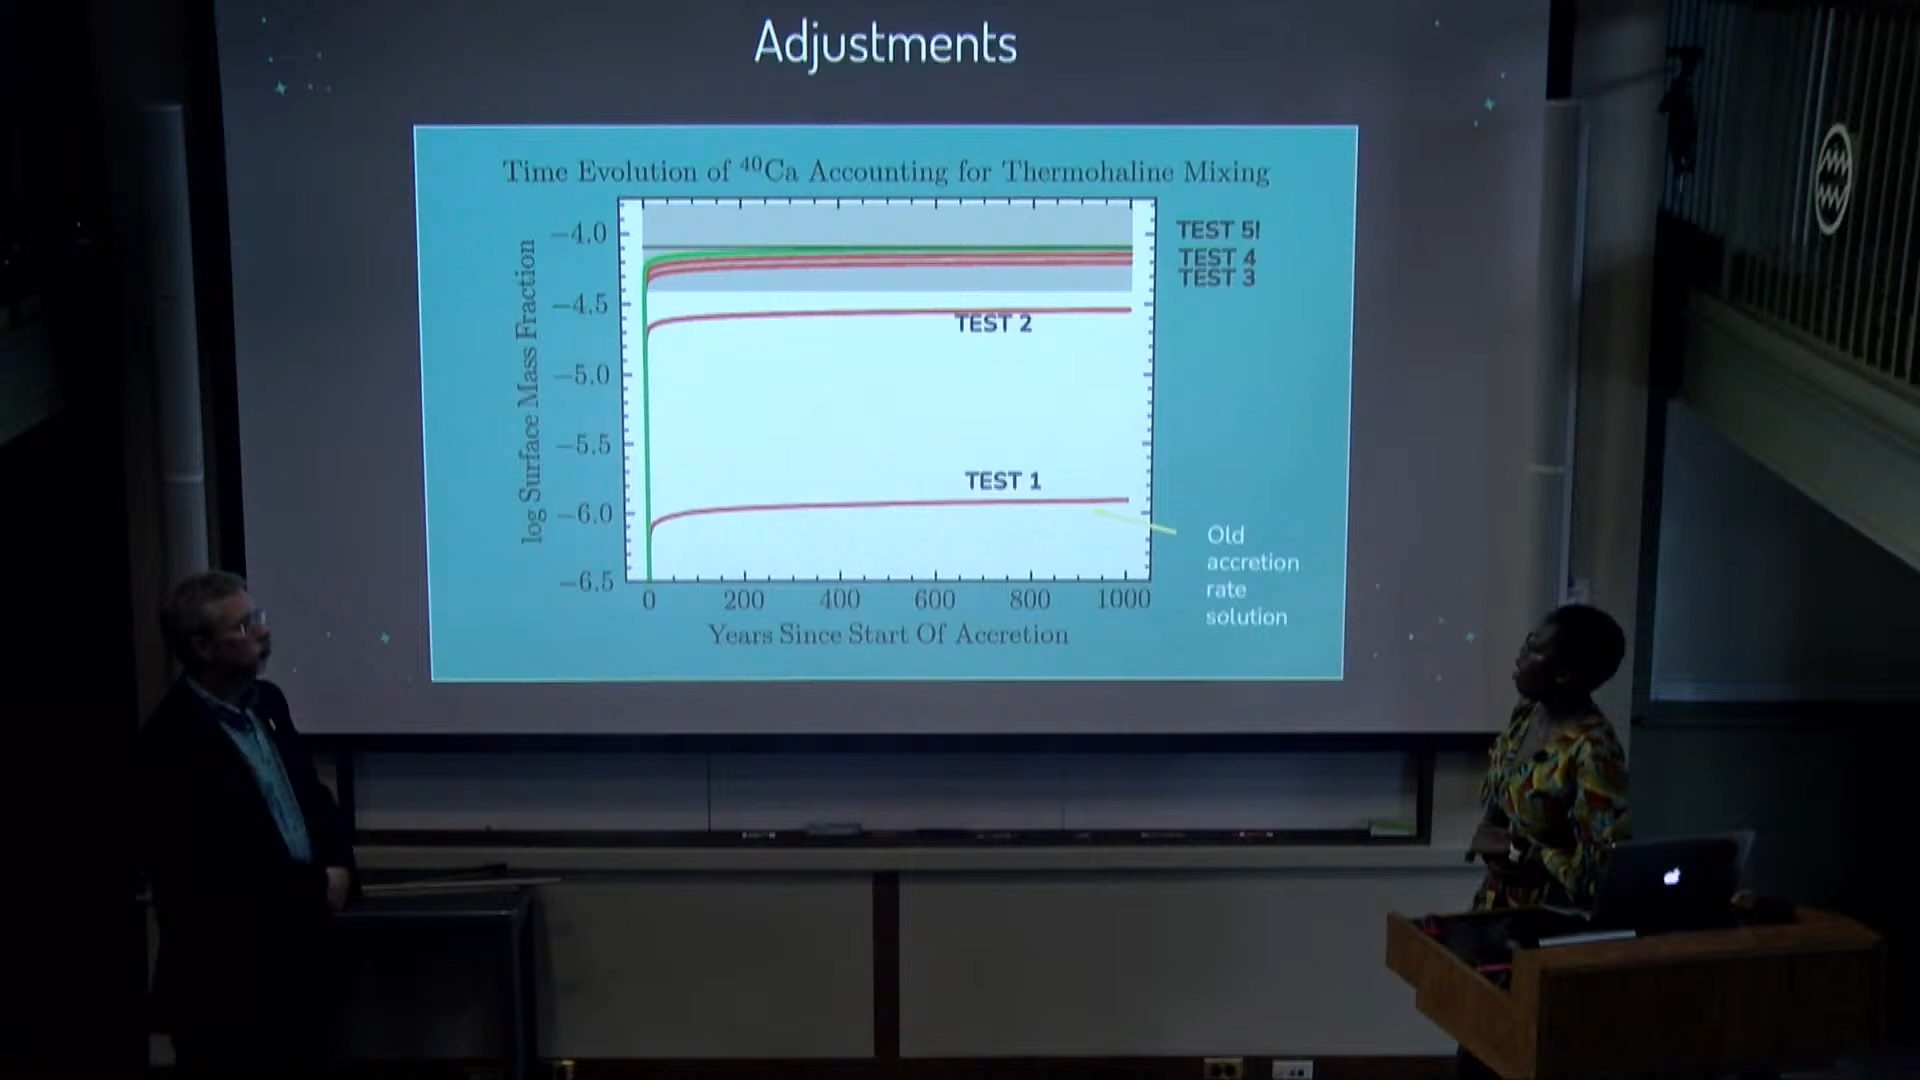 Adjustments
Time Evolution of ⁴⁰Ca Accounting for Thermohaline Mixing
log Surface Mass Fraction
−4.0
−4.5
−5.0
−5.5
−6.0
−6.5
0 200 400 600 800 1000
Years Since Start Of Accretion
TEST 5!
TEST 4
TEST 3
TEST 2
TEST 1
Old
accretion
rate
solution